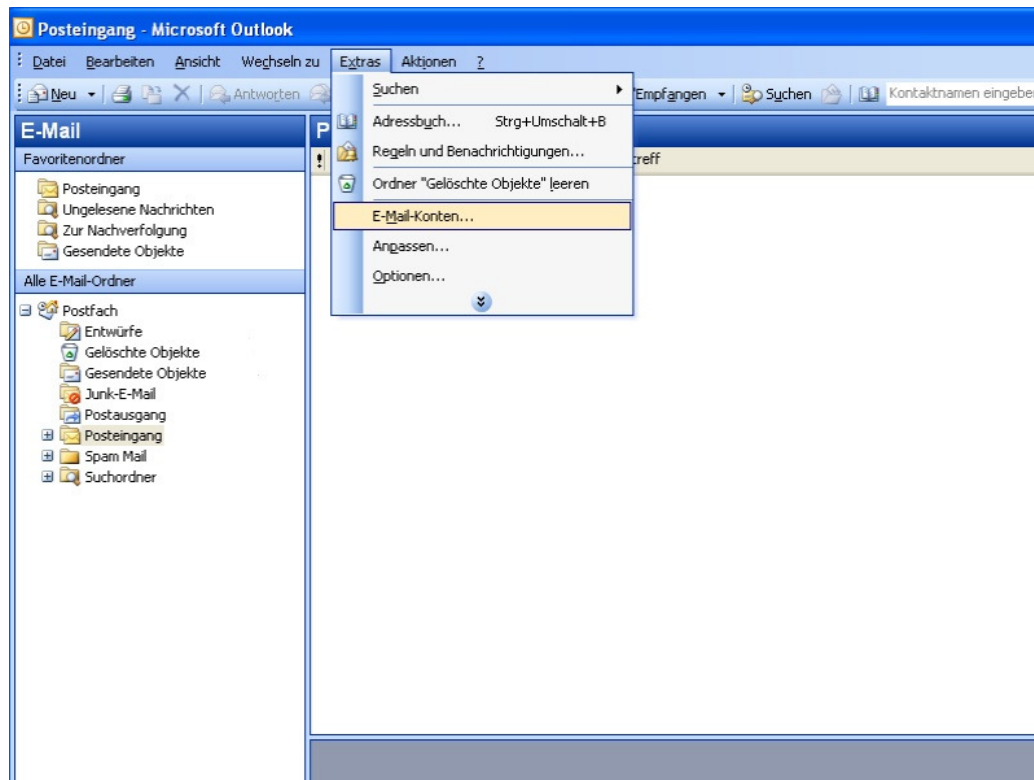 Posteingang - Microsoft Outlook
Datei Bearbeiten Ansicht Wechseln zu Extras Aktionen ?
Neu Antworten Empfangen Suchen Kontaktnamen eingeben
E-Mail
Favoritenordner
Posteingang
Ungelesene Nachrichten
Zur Nachverfolgung
Gesendete Objekte
Alle E-Mail-Ordner
Postfach
Entwürfe
Gelöschte Objekte
Gesendete Objekte
Junk-E-Mail
Postausgang
Posteingang
Spam Mail
Suchordner
Suchen
Adressbuch... Strg+Umschalt+B
Regeln und Benachrichtigungen...
Ordner "Gelöschte Objekte" leeren
E-Mail-Konten...
Anpassen...
Optionen...
P
treff